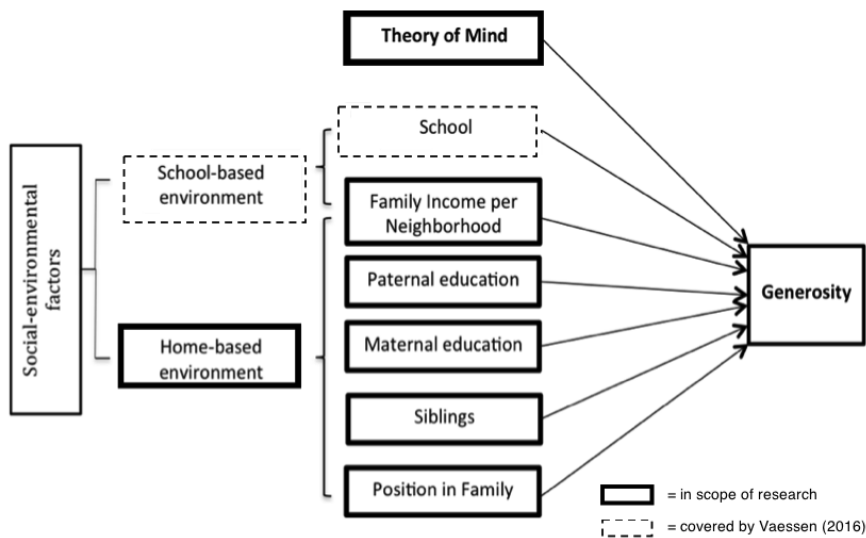 Theory of Mind
School
School-based
environment
Family Income per
Neighborhood
Social-environmental
factors
Paternal education
Generosity
Home-based
environment
Maternal education
Siblings
Position in Family
= in scope of research
= covered by Vaessen (2016)